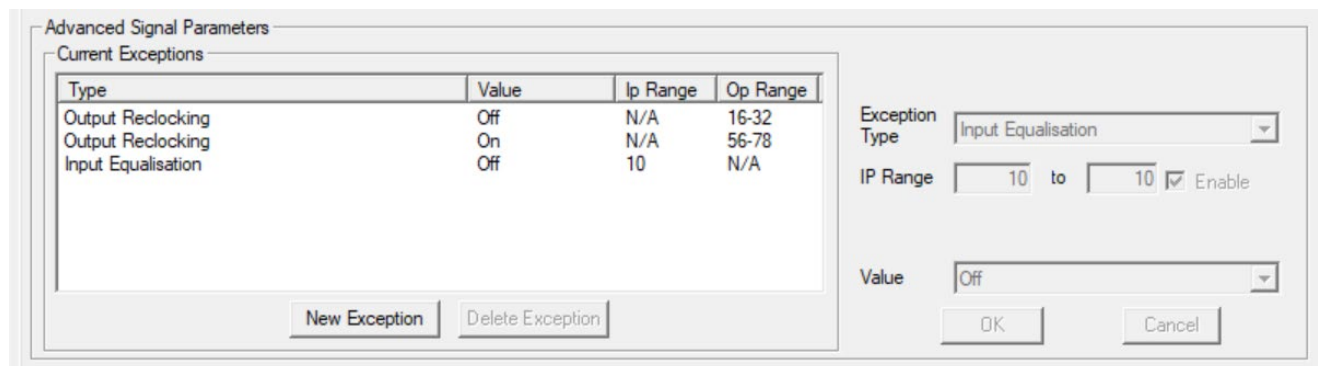 Advanced Signal Parameters
Current Exceptions
Type Value Ip Range Op Range
Output Reclocking Off N/A 16-32
Output Reclocking On N/A 56-78
Input Equalisation Off 10 N/A
New Exception Delete Exception
Exception Type Input Equalisation
IP Range 10 to 10 Enable
Value Off
OK Cancel